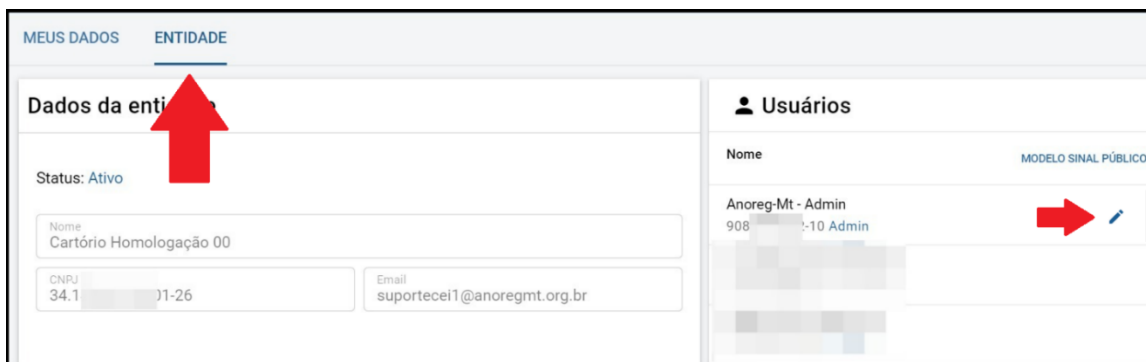 MEUS DADOS ENTIDADE
Dados da
Status: Ativo
Nome
Cartório Homologação 00
CNPJ
34.1 01-26
Email
suportecei1@anoregmt.org.br
Usuários
Nome MODELO SINAL PÚBLICO
Anoreg-Mt - Admin
908 2-10 Admin